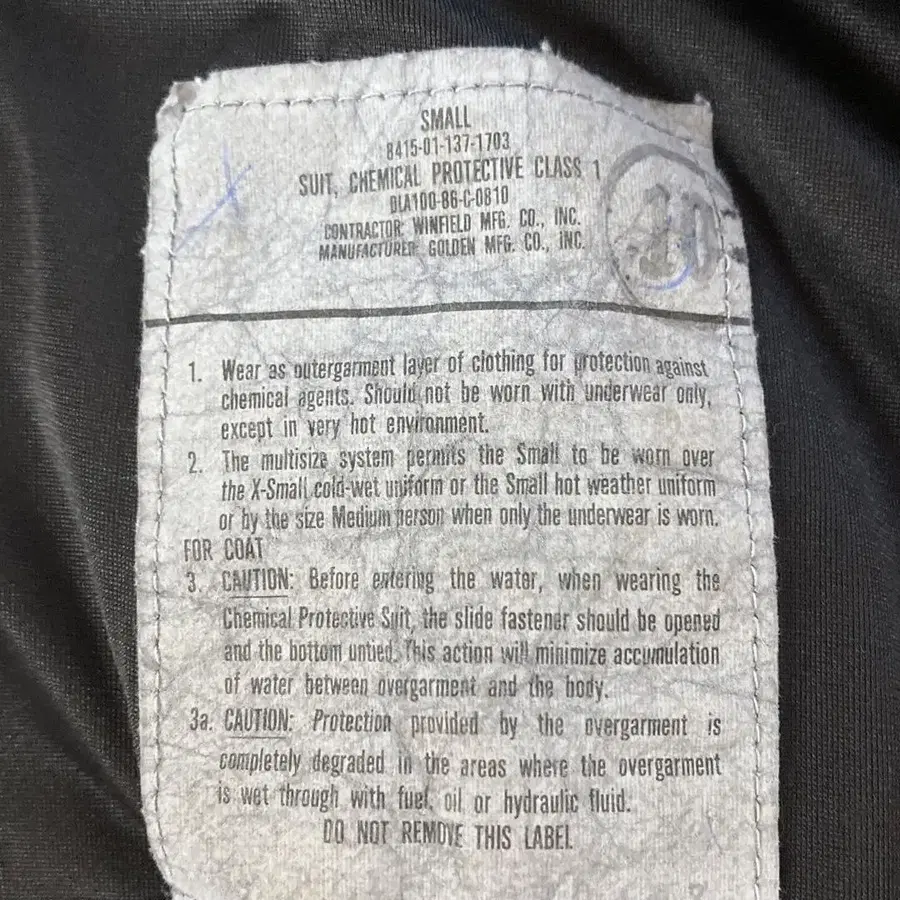 SMALL
8415-01-137-1703
SUIT, CHEMICAL PROTECTIVE CLASS 1
DLA100-86-C-0810
CONTRACTOR: WINFIELD MFG. CO., INC.
MANUFACTURER: GOLDEN MFG. CO., INC.
1. Wear as outergarment layer of clothing for protection against
chemical agents. Should not be worn with underwear only,
except in very hot environment.
2. The multisize system permits the Small to be worn over
the X-Small cold-wet uniform or the Small hot weather uniform
or by the size Medium person when only the underwear is worn.
FOR COAT
3. CAUTION: Before entering the water, when wearing the
Chemical Protective Suit, the slide fastener should be opened
and the bottom untied. This action will minimize accumulation
of water between overgarment and the body.
3a. CAUTION: Protection provided by the overgarment is
completely degraded in the areas where the overgarment
is wet through with fuel, oil or hydraulic fluid.
DO NOT REMOVE THIS LABEL